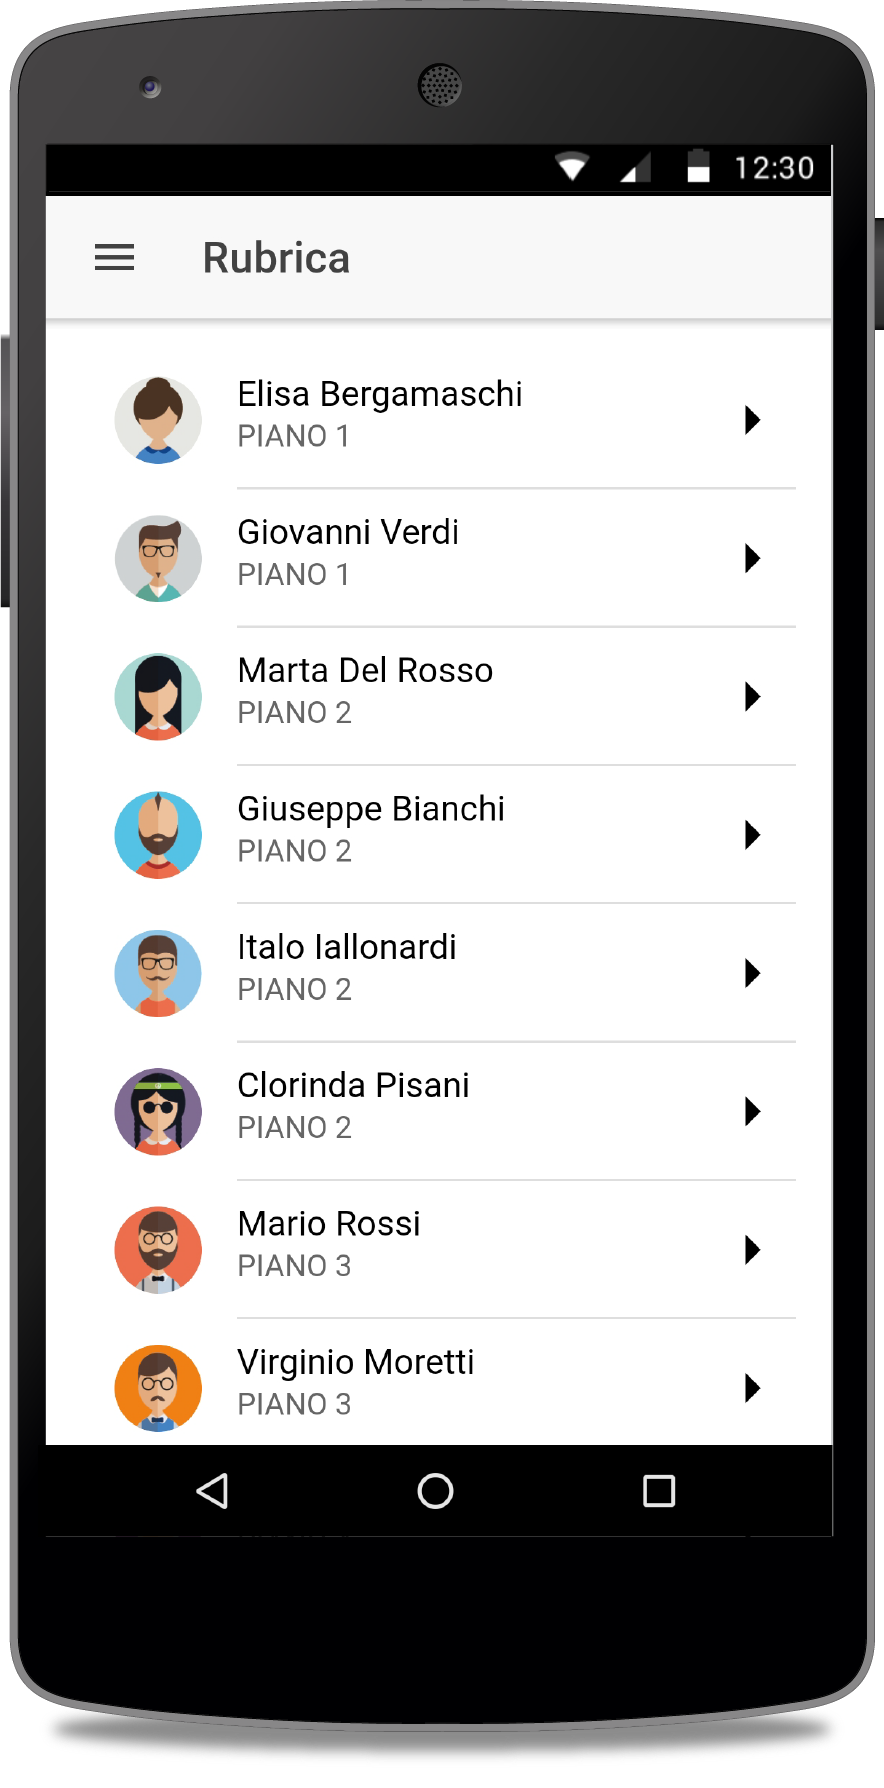 12:30
Rubrica
Elisa Bergamaschi
PIANO 1
Giovanni Verdi
PIANO 1
Marta Del Rosso
PIANO 2
Giuseppe Bianchi
PIANO 2
Italo Iallonardi
PIANO 2
Clorinda Pisani
PIANO 2
Mario Rossi
PIANO 3
Virginio Moretti
PIANO 3